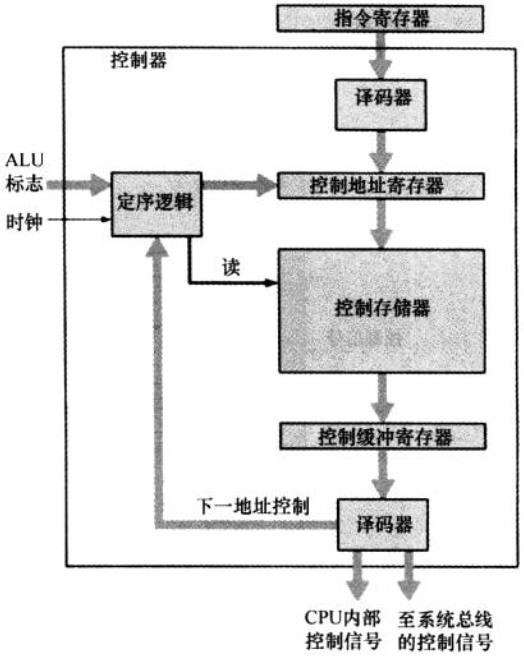 指令寄存器
控制器
译码器
ALU
标志
控制地址寄存器
定序逻辑
时钟
读
控制存储器
控制缓冲寄存器
下一地址控制
译码器
CPU内部
控制信号
至系统总线
的控制信号